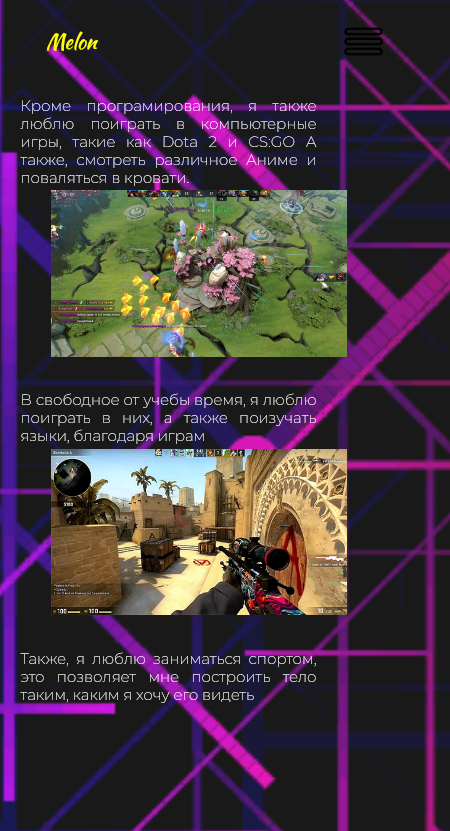 Melon
Кроме програмирования, я также
люблю поиграть в компьютерные
игры, такие как Dota 2 и CS:GO А
также, смотреть различное Аниме и
поваляться в кровати.
В свободное от учебы время, я люблю
поиграть в них, а также поизучать
языки, благодаря играм
Также, я люблю заниматься спортом,
это позволяет мне построить тело
таким, каким я хочу его видеть